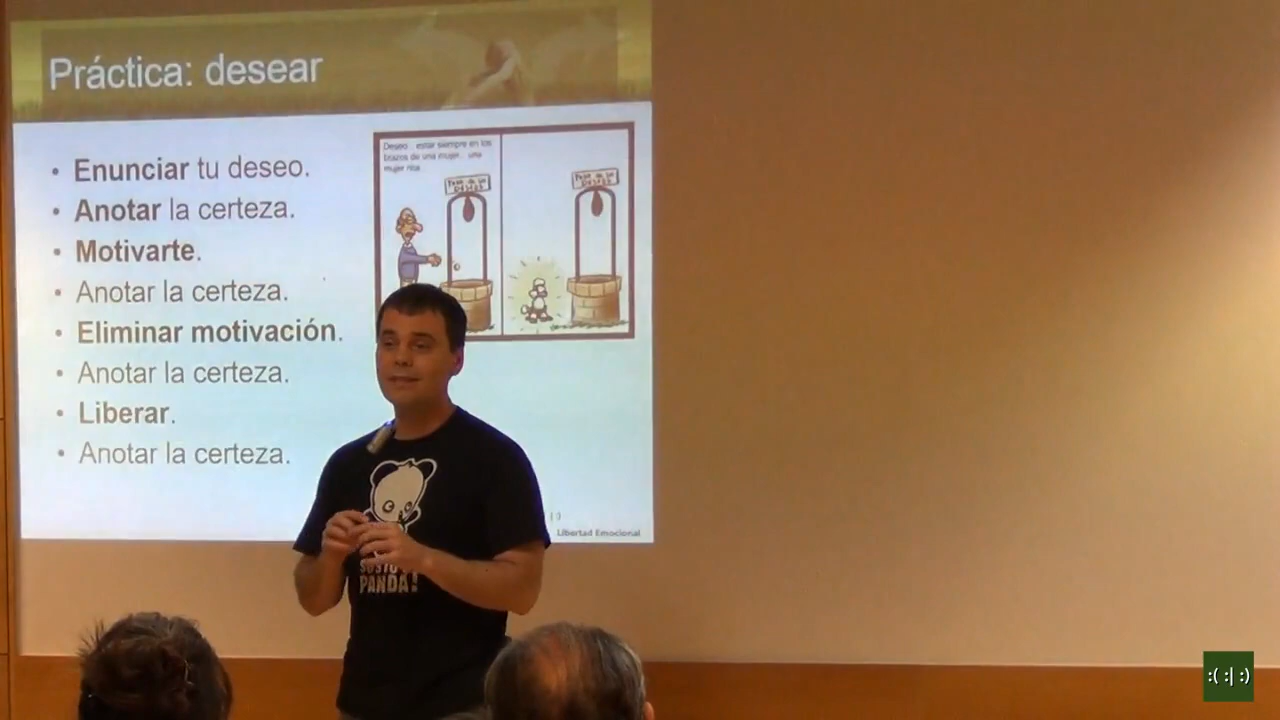 Práctica: desear
• Enunciar tu deseo.
• Anotar la certeza.
• Motivarte.
• Anotar la certeza.
• Eliminar motivación.
• Anotar la certeza.
• Liberar.
• Anotar la certeza.
Deseo... estar siempre en los
brazos de una mujer... una
mujer rica.
Libertad Emocional
PANDA!
:( :| :)